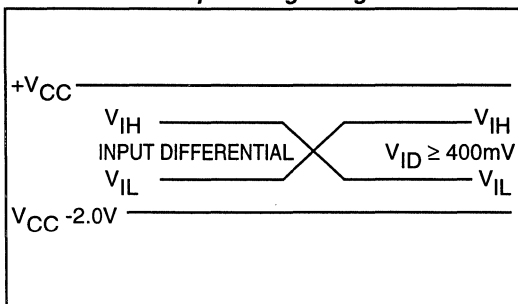 +VCC
VIH VIH
INPUT DIFFERENTIAL VID ≥ 400mV
VIL VIL
VCC -2.0V